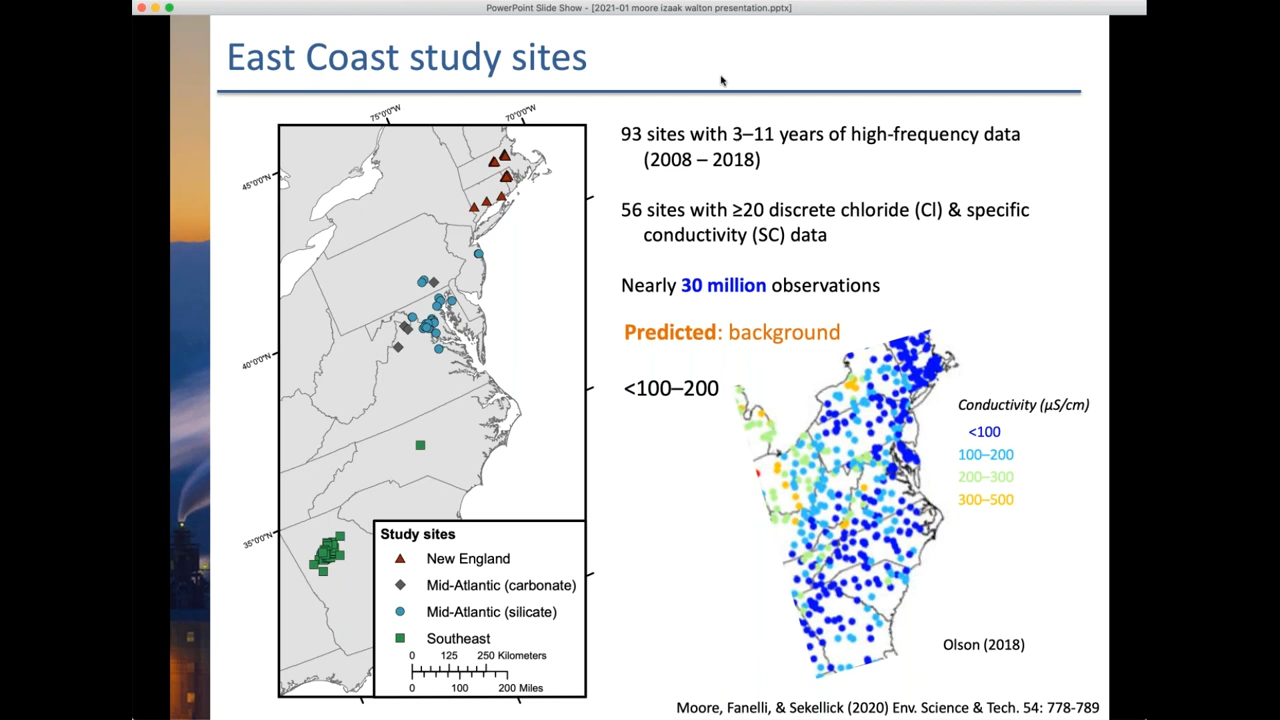 PowerPoint Slide Show - [2021-01 moore izaak walton presentation.pptx]
East Coast study sites
75°0'0"W
70°0'0"W
45°0'0"N
40°0'0"N
35°0'0"N
Study sites
New England
Mid-Atlantic (carbonate)
Mid-Atlantic (silicate)
Southeast
0 125 250 Kilometers
0 100 200 Miles
93 sites with 3–11 years of high-frequency data
(2008 – 2018)
56 sites with ≥20 discrete chloride (Cl) & specific
conductivity (SC) data
Nearly 30 million observations
Predicted: background
<100–200
Conductivity (µS/cm)
<100
100–200
200–300
300–500
Olson (2018)
Moore, Fanelli, & Sekellick (2020) Env. Science & Tech. 54: 778-789